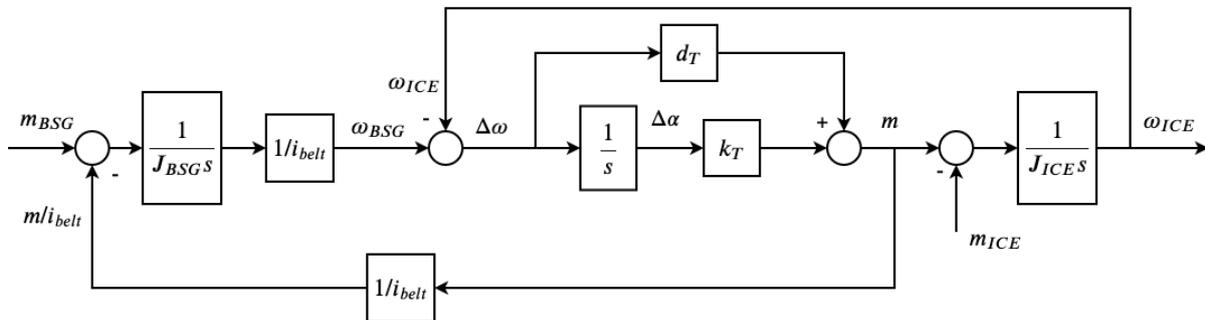 ω_ICE
d_T
m_BSG
-
1
J_BSG s
1/i_belt
ω_BSG
-
Δω
1
s
Δα
k_T
+
m
-
1
J_ICE s
ω_ICE
m/i_belt
-
m_ICE
1/i_belt